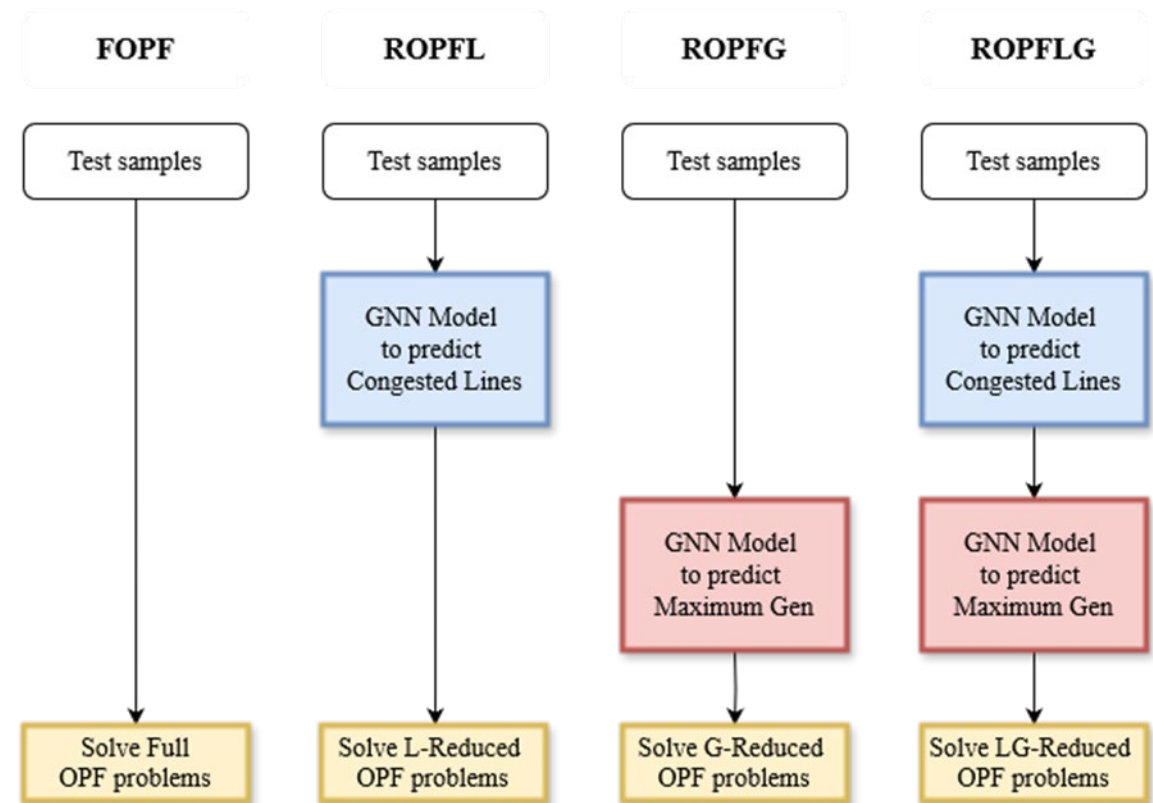 FOPF
ROPFL
ROPFG
ROPFLG
Test samples
Test samples
Test samples
Test samples
GNN Model
to predict
Congested Lines
GNN Model
to predict
Congested Lines
GNN Model
to predict
Maximum Gen
GNN Model
to predict
Maximum Gen
Solve Full
OPF problems
Solve L-Reduced
OPF problems
Solve G-Reduced
OPF problems
Solve LG-Reduced
OPF problems